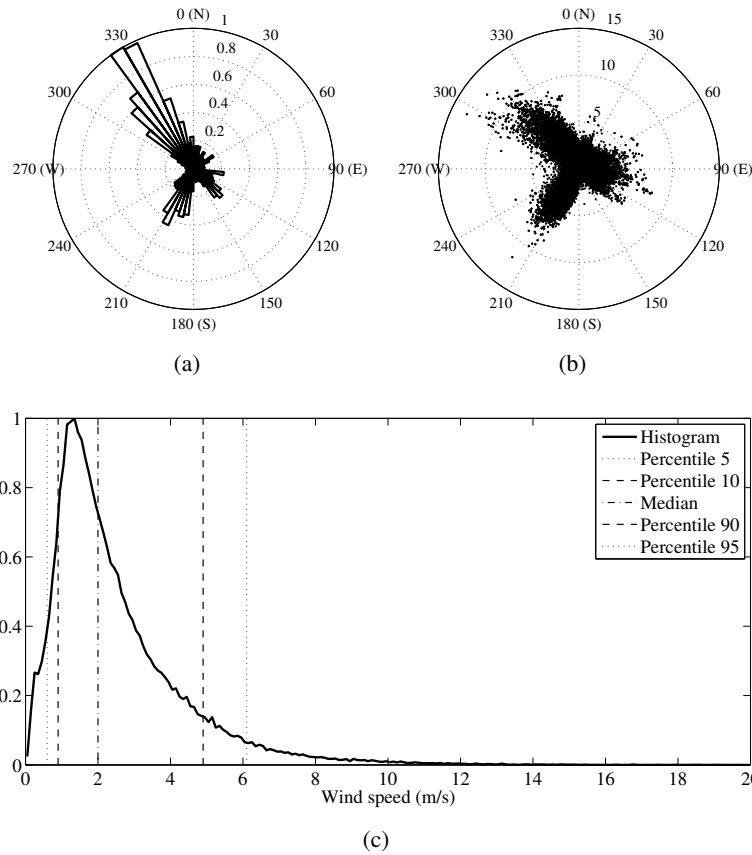 0 (N)
1
330
30
0.8
0.6
300
0.4
60
0.2
270 (W)
90 (E)
240
120
210
150
180 (S)
(a)
0 (N)
15
330
30
10
300
5
60
270 (W)
90 (E)
240
120
210
150
180 (S)
(b)
1
0.8
0.6
0.4
0.2
0
Histogram
Percentile 5
Percentile 10
Median
Percentile 90
Percentile 95
0 2 4 6 8 10 12 14 16 18 20
Wind speed (m/s)
(c)